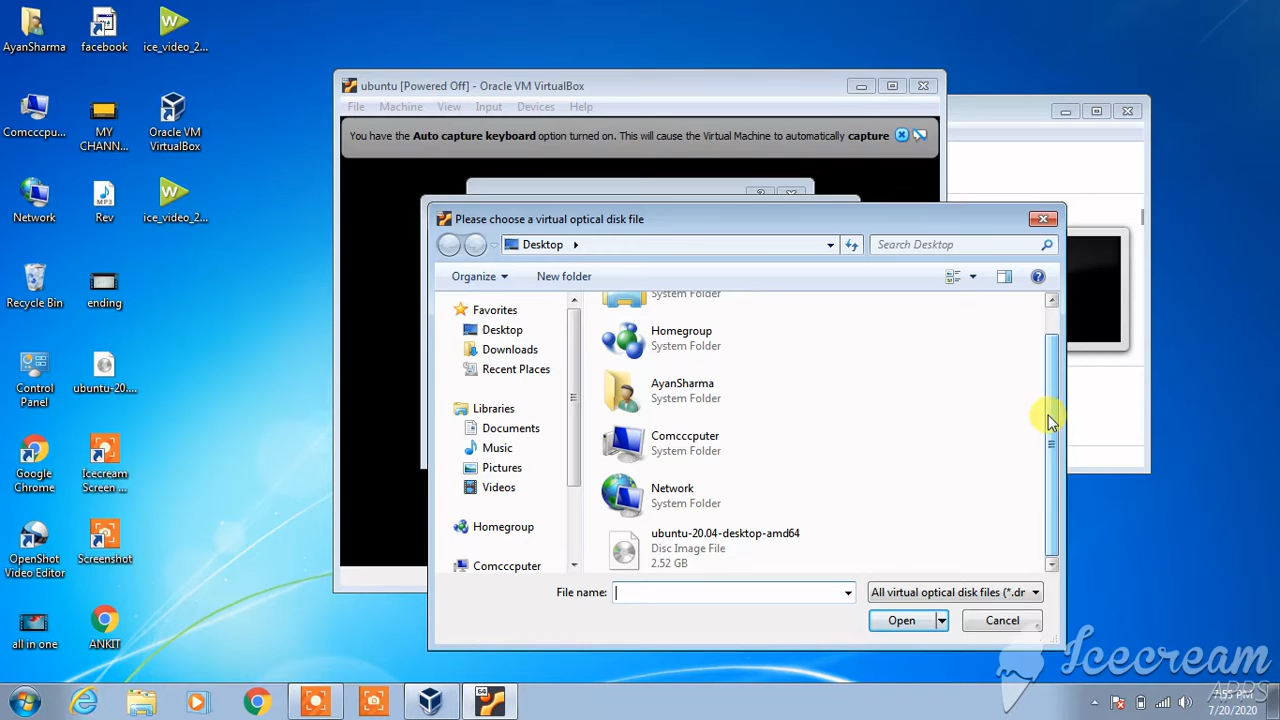 AyanSharma
facebook
ice_video_2...
Comcccpu...
MY
CHANN...
Oracle VM
VirtualBox
Network
Rev
ice_video_2...
Recycle Bin
ending
Control
Panel
ubuntu-20....
Google
Chrome
Icecream
Screen ...
OpenShot
Video Editor
Screenshot
all in one
ANKIT
ubuntu [Powered Off] - Oracle VM VirtualBox
File Machine View Input Devices Help
You have the Auto capture keyboard option turned on. This will cause the Virtual Machine to automatically capture
Please choose a virtual optical disk file
Desktop
Search Desktop
Organize
New folder
Favorites
Desktop
Downloads
Recent Places
Libraries
Documents
Music
Pictures
Videos
Homegroup
Comcccputer
System Folder
Homegroup
System Folder
AyanSharma
System Folder
Comcccputer
System Folder
Network
System Folder
ubuntu-20.04-desktop-amd64
Disc Image File
2.52 GB
File name:
All virtual optical disk files (*.dr
Open
Cancel
Icecream
APPS
64
7:55 PM
7/20/2020